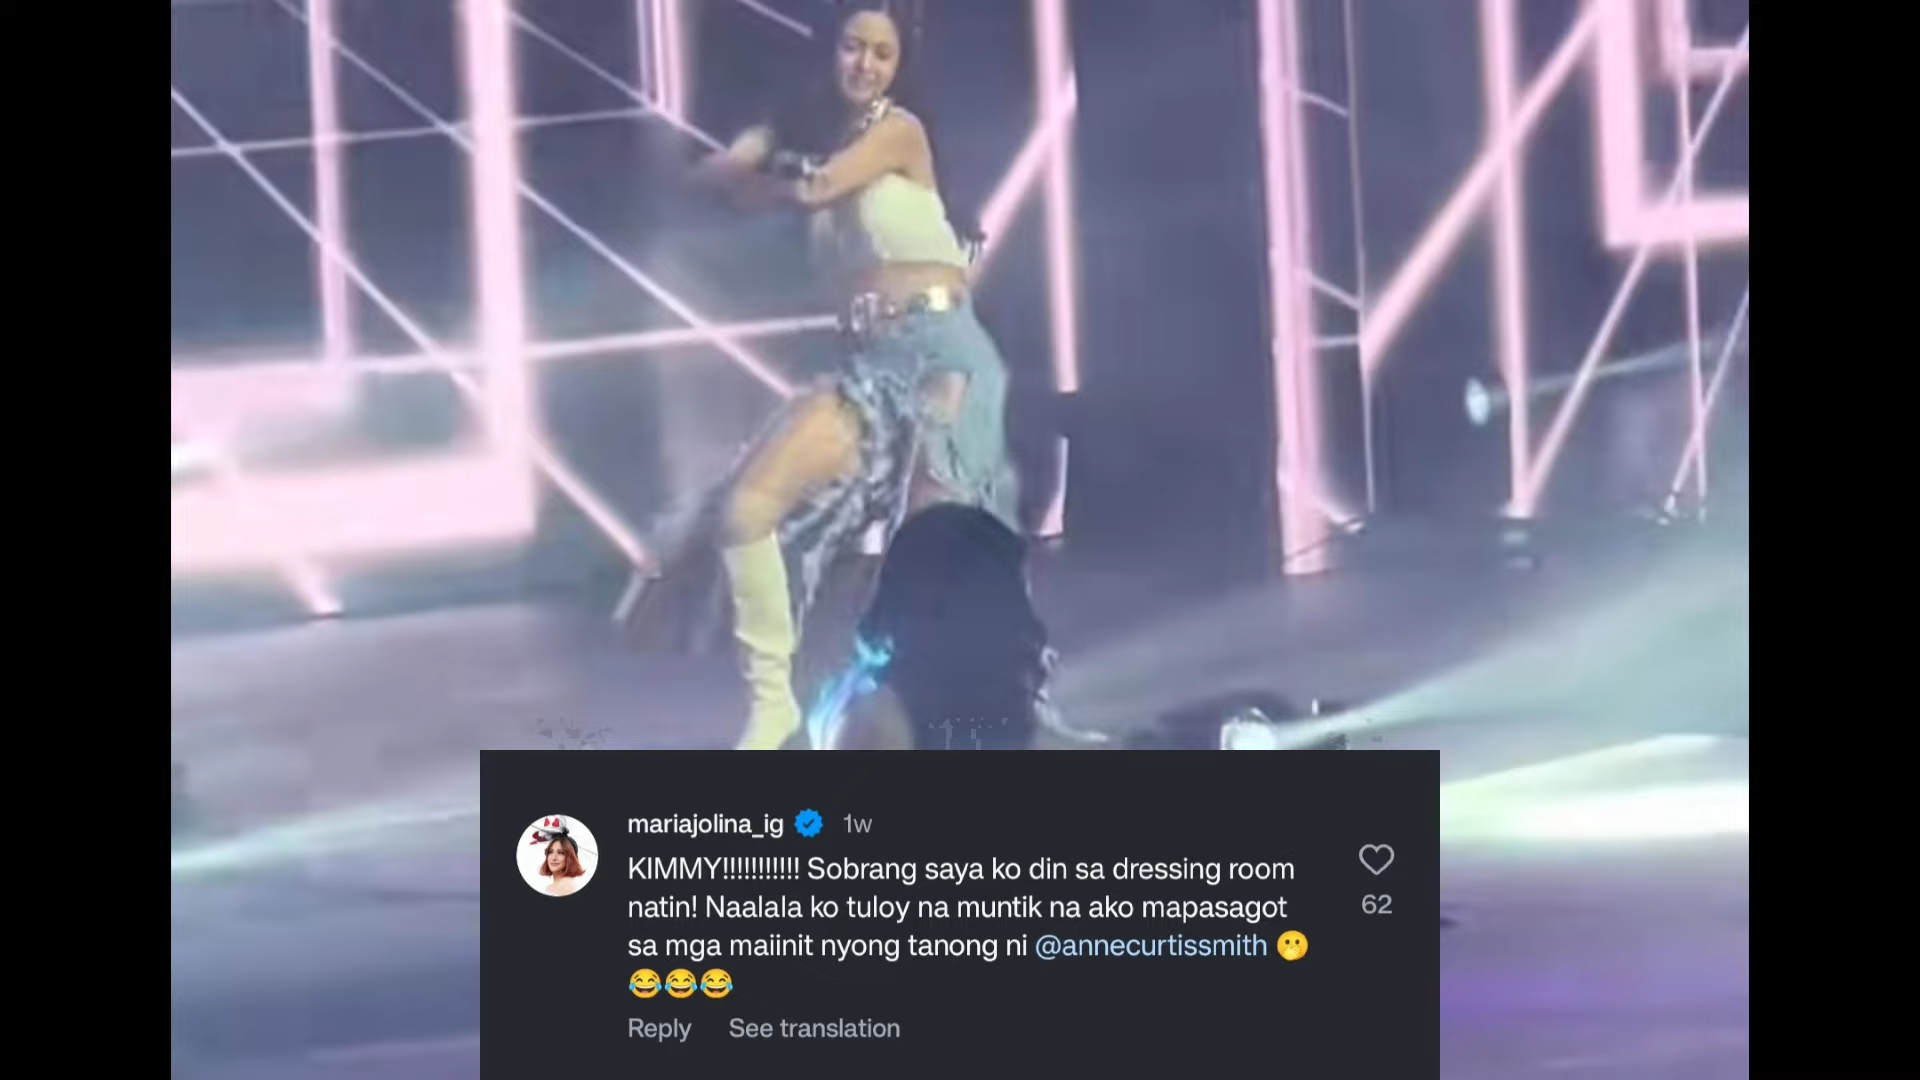 mariajolina_ig 1w
KIMMY!!!!!!!!!!! Sobrang saya ko din sa dressing room
natin! Naalala ko tuloy na muntik na ako mapasagot
sa mga maiinit nyong tanong ni @annecurtissmith 🫢
😂😂😂
62
Reply See translation